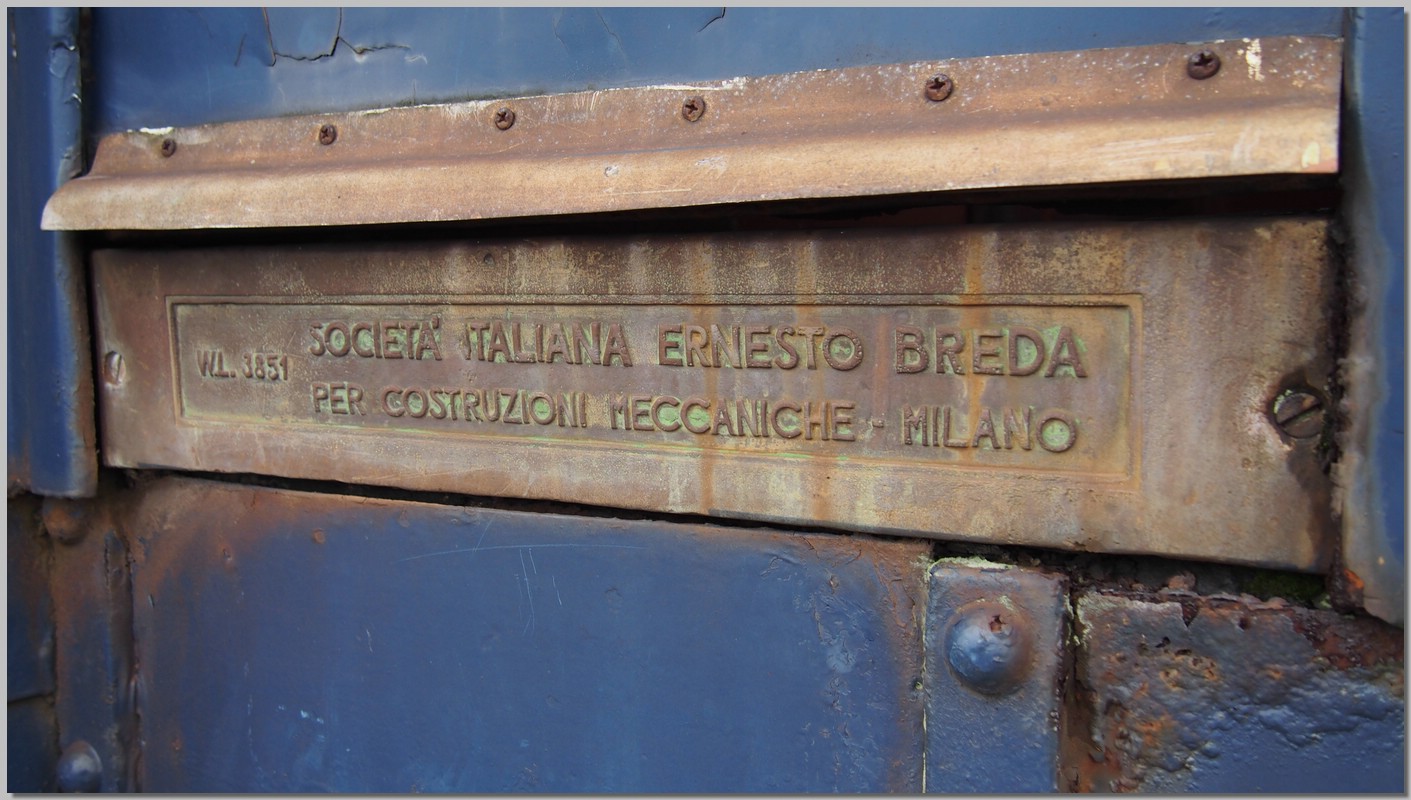 W.L. 3851
SOCIETÀ ITALIANA ERNESTO BREDA
PER COSTRUZIONI MECCANICHE - MILANO